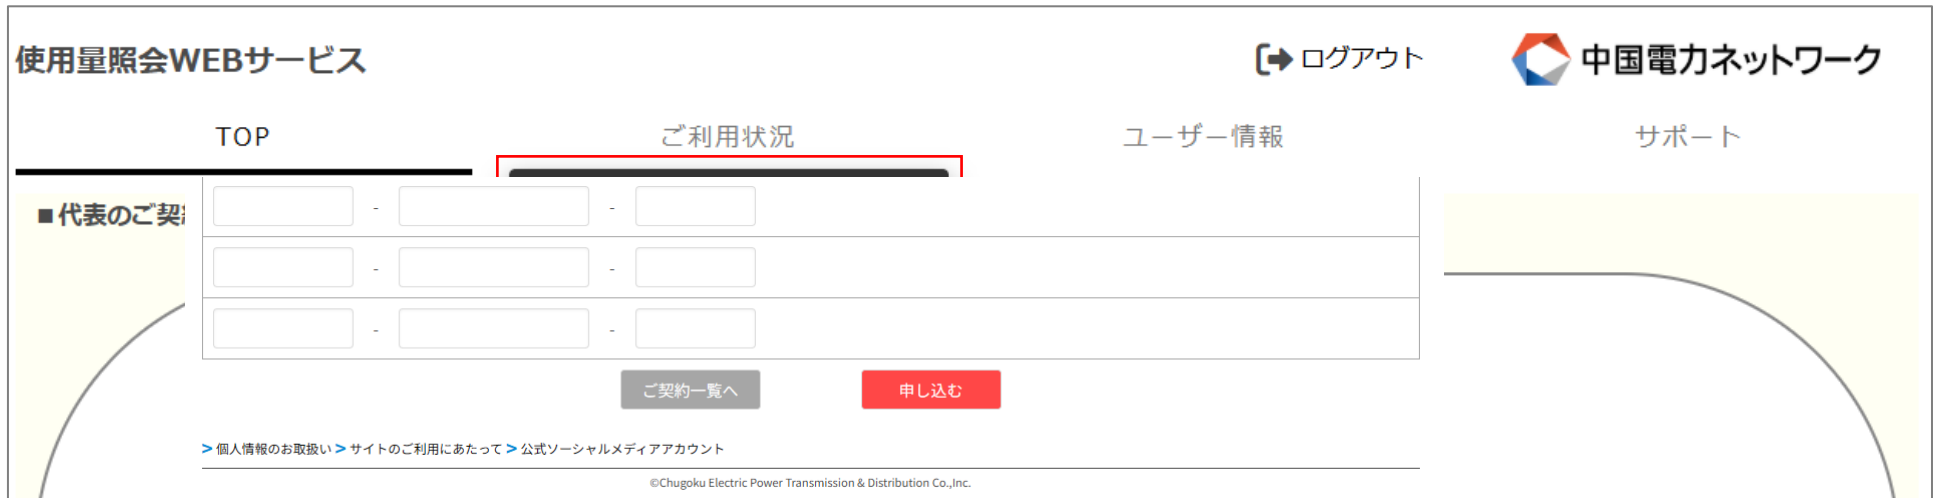 使用量照会WEBサービス ログアウト 中国電力ネットワーク
TOP ご利用状況 ユーザー情報 サポート
■代表のご契
- -
- -
- -
ご契約一覧へ 申し込む
> 個人情報のお取扱い > サイトのご利用にあたって > 公式ソーシャルメディアアカウント
©Chugoku Electric Power Transmission & Distribution Co.,Inc.